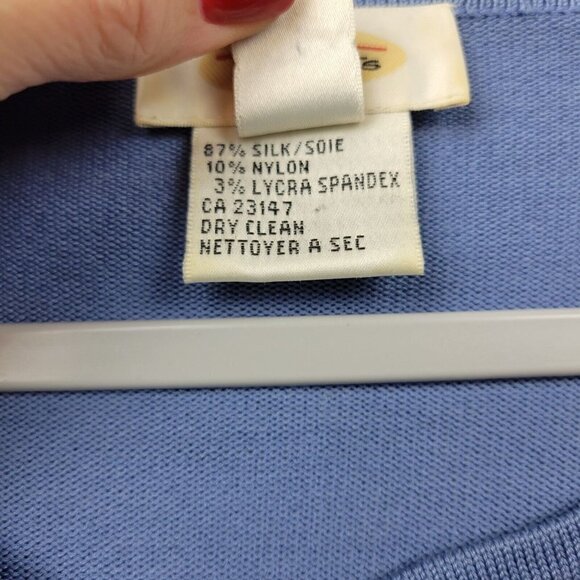 87% SILK/SOIE
10% NYLON
3% LYCRA SPANDEX
CA 23147
DRY CLEAN
NETTOYER A SEC